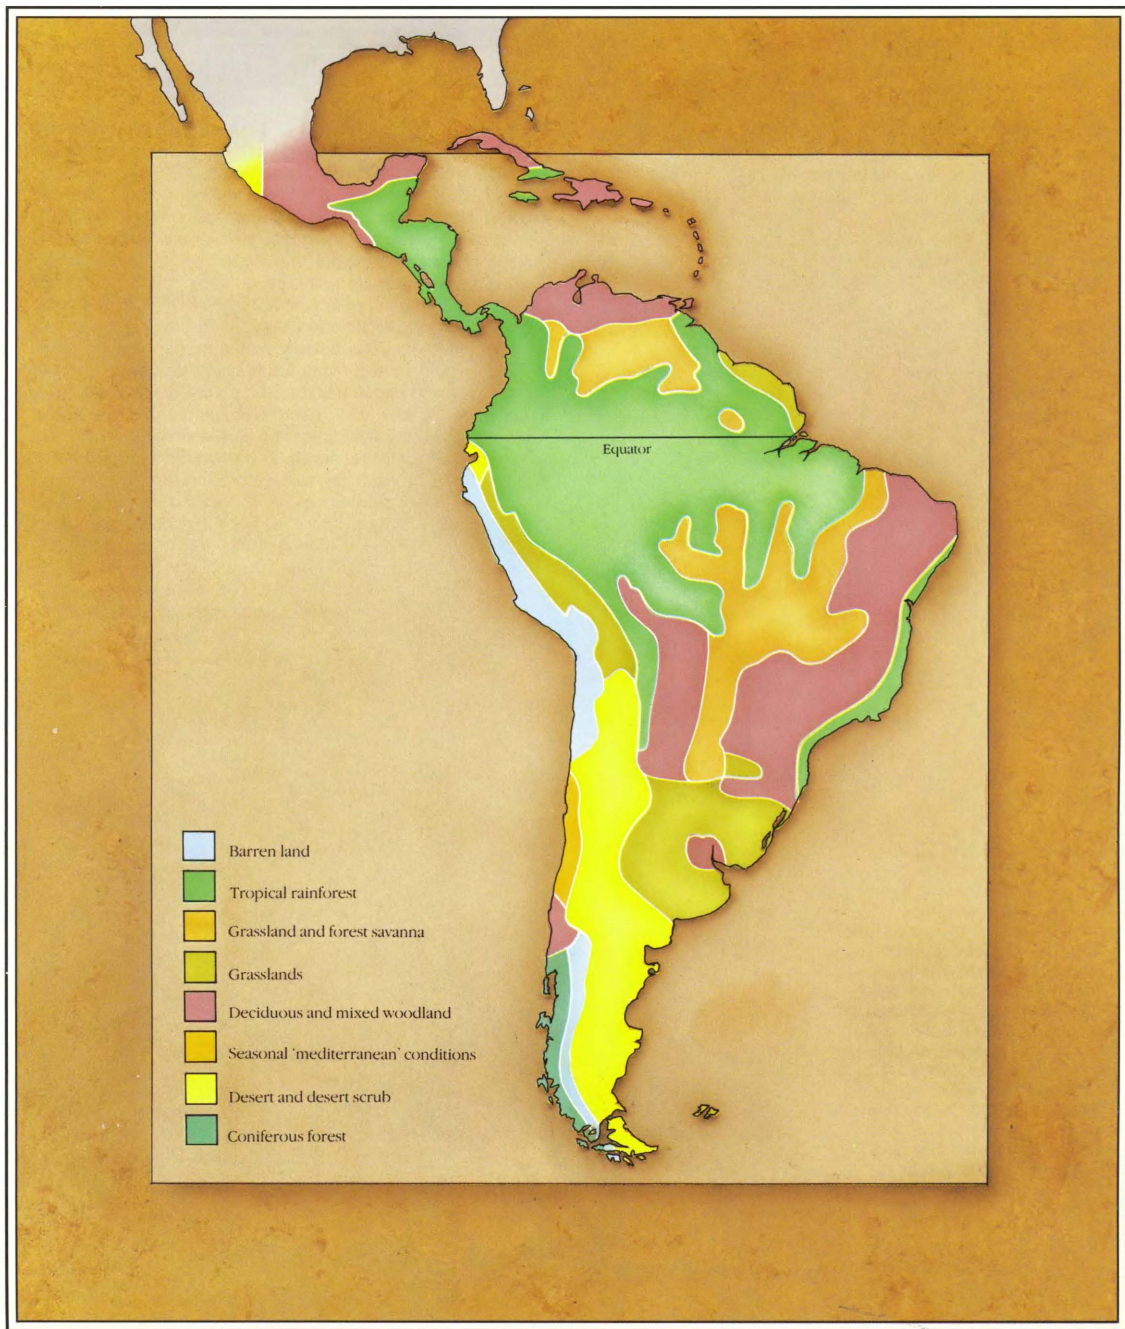 Equator
Barren land
Tropical rainforest
Grassland and forest savanna
Grasslands
Deciduous and mixed woodland
Seasonal ‘mediterranean’ conditions
Desert and desert scrub
Coniferous forest